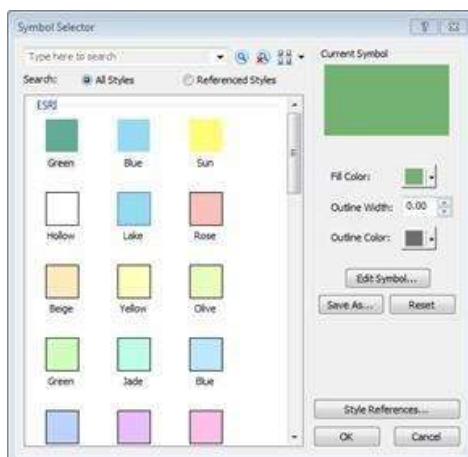 Symbol Selector
Type here to search
Search: All Styles Referenced Styles
ESRI
Green Blue Sun
Hollow Lake Rose
Beige Yellow Olive
Green Jade Blue
Current Symbol
Fill Color:
Outline Width: 0.00
Outline Color:
Edit Symbol...
Save As... Reset
Style References...
OK Cancel